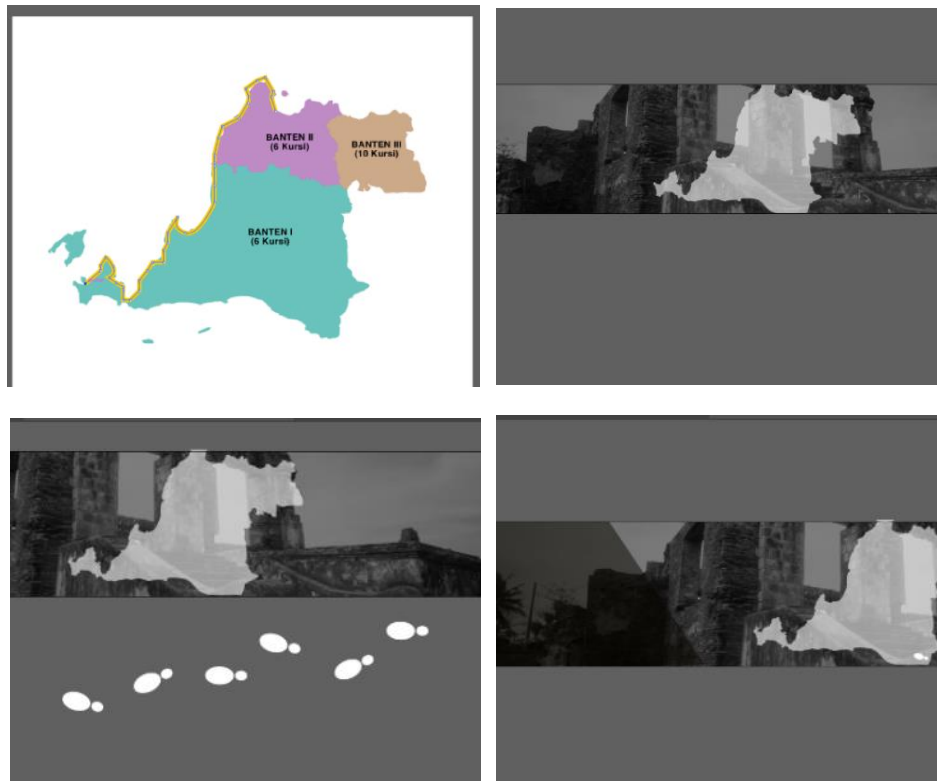 BANTEN II
(6 Kursi)
BANTEN III
(10 Kursi)
BANTEN I
(6 Kursi)